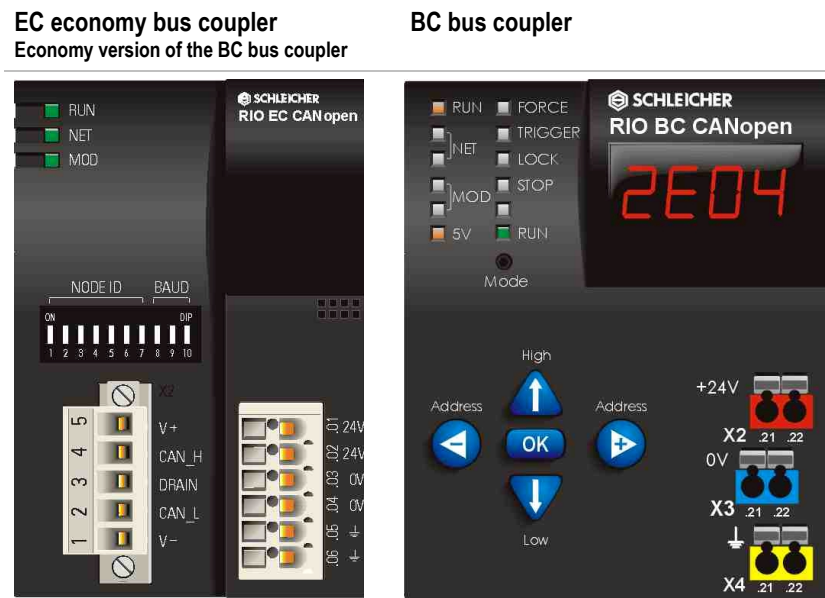 EC economy bus coupler
Economy version of the BC bus coupler
BC bus coupler
RUN
NET
MOD
SCHLEICHER
RIO EC CANopen
NODE ID BAUD
ON DIP
1 2 3 4 5 6 7 8 9 10
X2
5 V+
4 CAN_H
3 DRAIN
2 CAN_L
1 V-
.01 24V
.02 24V
.03 0V
.04 0V
.05
.06
RUN FORCE
TRIGGER
NET
LOCK
STOP
MOD
5V RUN
Mode
SCHLEICHER
RIO BC CANopen
2E04
High
Address
Address
- OK +
Low
+24V
X2 .21 .22
0V
X3 .21 .22
X4 .21 .22